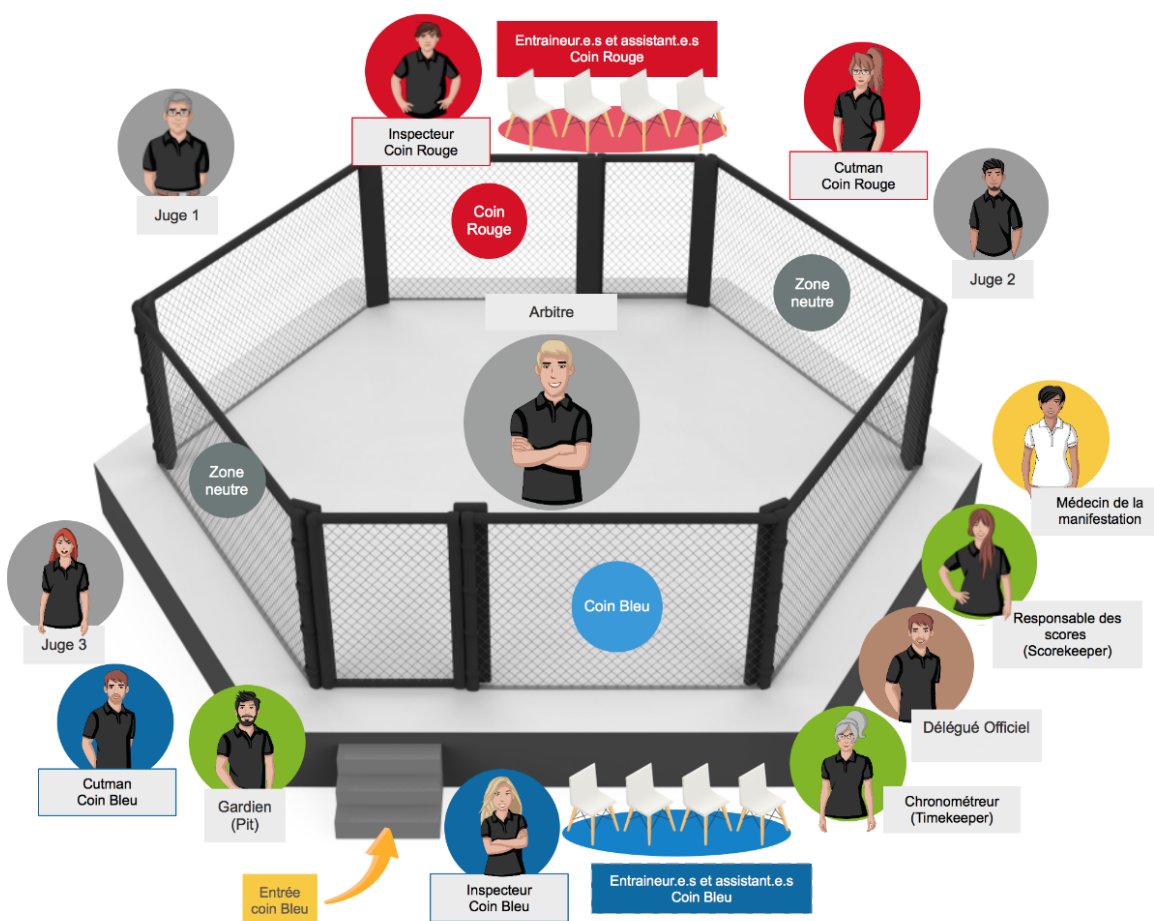 Entraineur.e.s et assistant.e.s
Coin Rouge
Inspecteur
Coin Rouge
Cutman
Coin Rouge
Juge 1
Coin
Rouge
Juge 2
Zone
neutre
Arbitre
Zone
neutre
Médecin de la
manifestation
Coin Bleu
Juge 3
Responsable des
scores
(Scorekeeper)
Délégué Officiel
Cutman
Coin Bleu
Gardien
(Pit)
Chronométreur
(Timekeeper)
Entrée
coin Bleu
Inspecteur
Coin Bleu
Entraineur.e.s et assistant.e.s
Coin Bleu